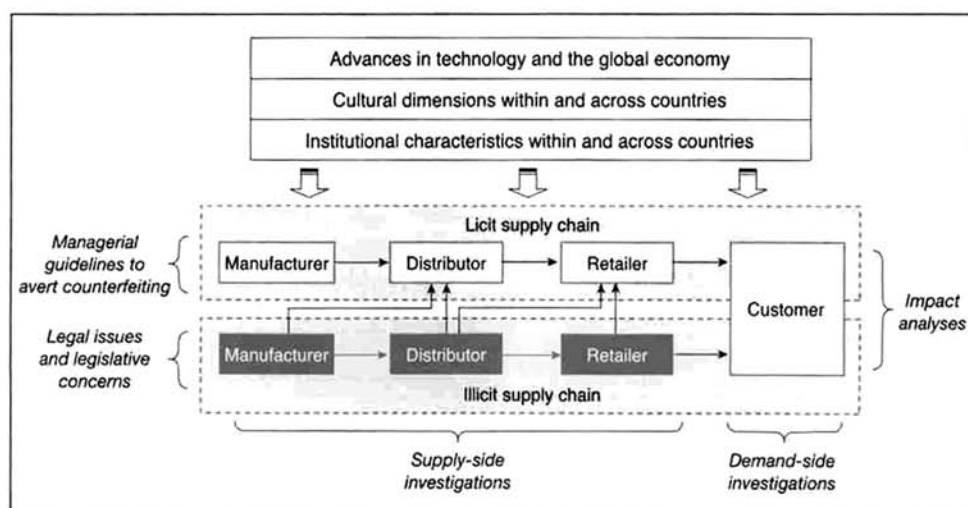 Advances in technology and the global economy
Cultural dimensions within and across countries
Institutional characteristics within and across countries
Licit supply chain
Managerial
guidelines to
avert counterfeiting
Manufacturer
Distributor
Retailer
Customer
Impact
analyses
Legal issues
and legislative
concerns
Manufacturer
Distributor
Retailer
Illicit supply chain
Supply-side
investigations
Demand-side
investigations